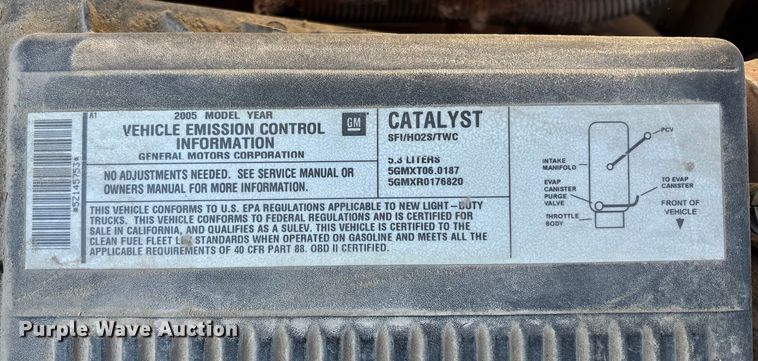 A1
2005 MODEL YEAR
VEHICLE EMISSION CONTROL
INFORMATION
GENERAL MOTORS CORPORATION
GM
NO ADJUSTMENTS NEEDED. SEE SERVICE MANUAL OR
OWNERS MANUAL FOR MORE INFORMATION.
CATALYST
SFI/HO2S/TWC
5.3 LITERS
5GMXT06.0187
5GMXR0176820
THIS VEHICLE CONFORMS TO U.S. EPA REGULATIONS APPLICABLE TO NEW LIGHT-DUTY
TRUCKS. THIS VEHICLE CONFORMS TO FEDERAL REGULATIONS AND IS CERTIFIED FOR
SALE IN CALIFORNIA, AND QUALIFIES AS A SULEV. THIS VEHICLE IS CERTIFIED TO THE
CLEAN FUEL FLEET STANDARDS WHEN OPERATED ON GASOLINE AND MEETS ALL THE
APPLICABLE REQUIREMENTS OF 40 CFR PART 88. OBD II CERTIFIED.
*5Z145753*
PCV
INTAKE
MANIFOLD
EVAP
CANISTER
PURGE
VALVE
THROTTLE
BODY
TO EVAP
CANISTER
FRONT OF
VEHICLE
Purple Wave Auction